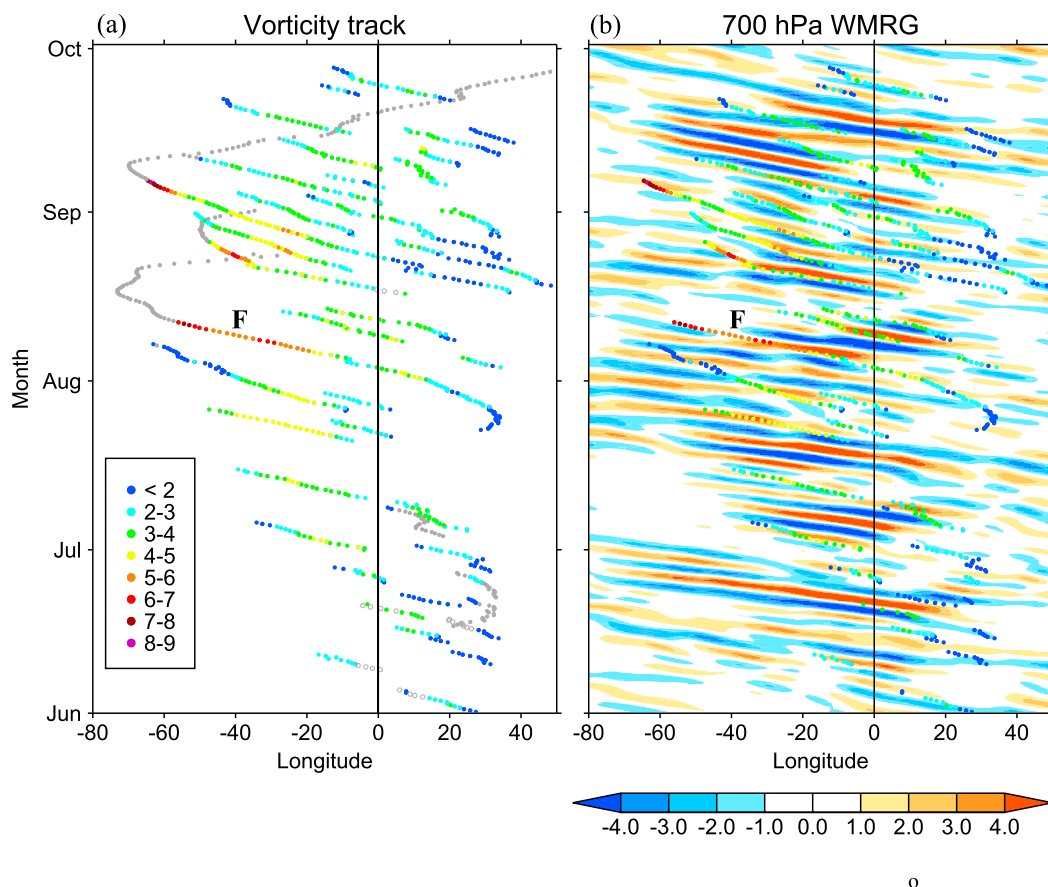 (a) Vorticity track
700 hPa WMRG
(b)
Oct
Sep
Aug
Jul
Jun
Month
F
F
< 2
2-3
3-4
4-5
5-6
6-7
7-8
8-9
-80 -60 -40 -20 0 20 40
Longitude
-80 -60 -40 -20 0 20 40
Longitude
-4.0 -3.0 -2.0 -1.0 0.0 1.0 2.0 3.0 4.0
o